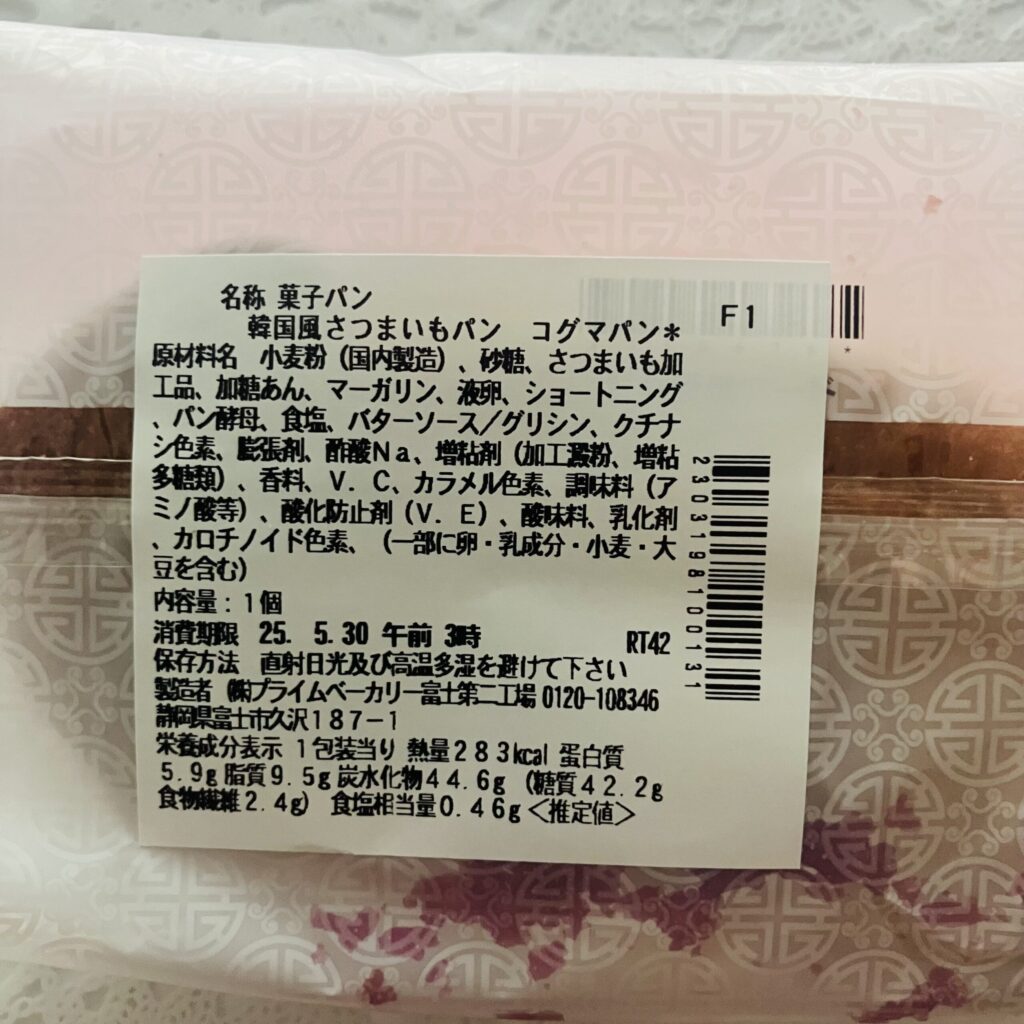 名称 菓子パン
韓国風さつまいもパン コグマパン*
F1
原材料名 小麦粉（国内製造）、砂糖、さつまいも加
工品、加糖あん、マーガリン、液卵、ショートニング
、パン酵母、食塩、バターソース／グリシン、クチナ
シ色素、膨張剤、酢酸Ｎａ、増粘剤（加工澱粉、増粘
多糖類）、香料、Ｖ．Ｃ、カラメル色素、調味料（ア
ミノ酸等）、酸化防止剤（Ｖ．Ｅ）、酸味料、乳化剤
、カロチノイド色素、（一部に卵・乳成分・小麦・大
豆を含む）
内容量：１個
消費期限 25. 5.30 午前 3時 RT42
保存方法 直射日光及び高温多湿を避けて下さい
製造者 ㈱プライムベーカリー富士第二工場 0120-108346
静岡県富士市久沢１８７−１
栄養成分表示 １包装当り 熱量２８３kcal 蛋白質
５.９g 脂質９.５g 炭水化物４４.６g （糖質４２.２g
食物繊維２.４g） 食塩相当量０.４６g＜推定値＞
2303198100131